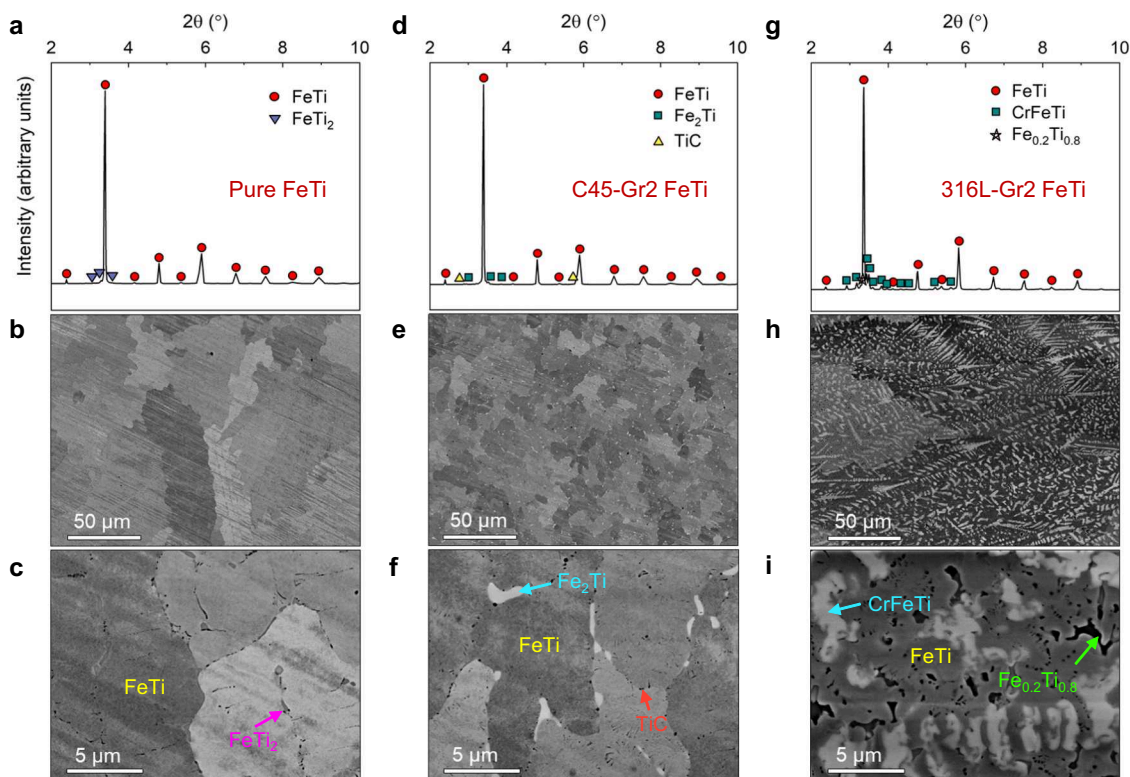 a
2θ (°)
2 4 6 8 10
Intensity (arbitrary units)
FeTi
FeTi₂
Pure FeTi
b
50 µm
c
FeTi
FeTi₂
5 µm
d
2θ (°)
2 4 6 8 10
FeTi
Fe₂Ti
TiC
C45-Gr2 FeTi
e
50 µm
f
Fe₂Ti
FeTi
TiC
5 µm
g
2θ (°)
2 4 6 8 10
FeTi
CrFeTi
Fe₀.₂Ti₀.₈
316L-Gr2 FeTi
h
50 µm
i
CrFeTi
FeTi
Fe₀.₂Ti₀.₈
5 µm